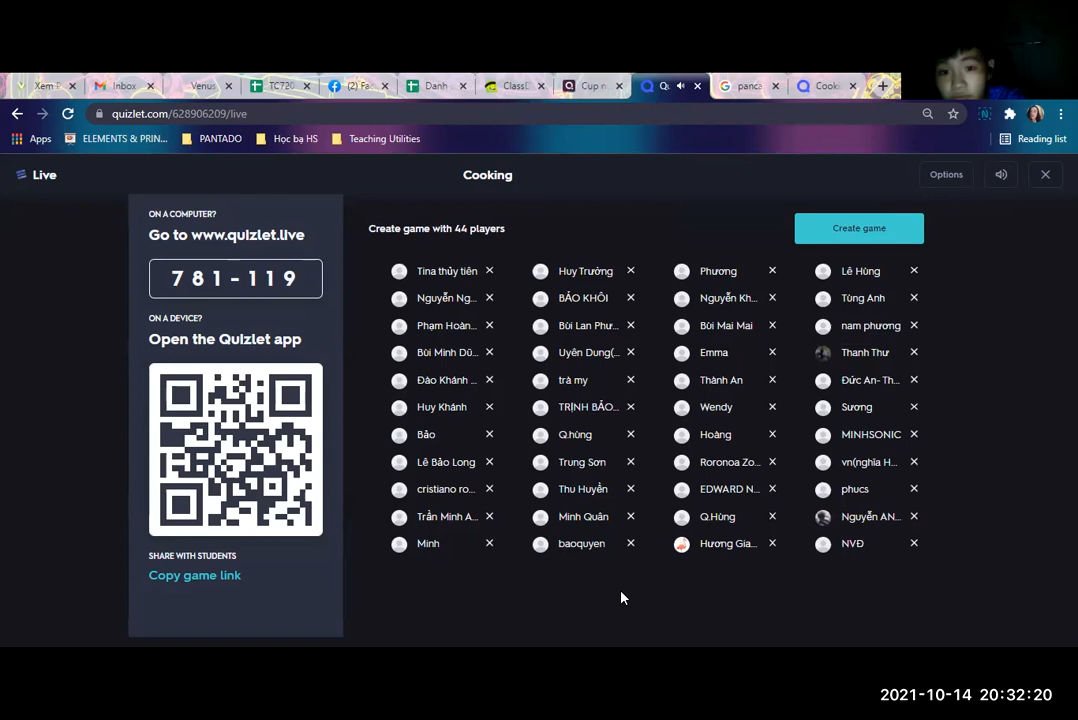 Xem P
Inbox
Venus
TC720
(2) Fa
Danh
ClassD
Cup n
Qu
panca
Cooki
quizlet.com/628906209/live
Apps
ELEMENTS & PRIN...
PANTADO
Học bạ HS
Teaching Utilities
Reading list
Live
Cooking
Options
ON A COMPUTER?
Go to www.quizlet.live
781-119
ON A DEVICE?
Open the Quizlet app
SHARE WITH STUDENTS
Copy game link
Create game with 44 players
Create game
Tina thủy tiên Huy Trưởng Phương Lê Hùng
Nguyễn Ng... BẢO KHÔI Nguyễn Kh... Tùng Anh
Phạm Hoàn... Bùi Lan Phư... Bùi Mai Mai nam phương
Bùi Minh Dũ... Uyên Dung(... Emma Thanh Thư
Đào Khánh ... trà my Thành An Đức An- Th...
Huy Khánh TRỊNH BẢO... Wendy Sương
Bảo Q.hùng Hoàng MINHSONIC
Lê Bảo Long Trung Sơn Roronoa Zo... vn(nghĩa H...
cristiano ro... Thu Huyền EDWARD N... phucs
Trần Minh A... Minh Quân Q.Hùng Nguyễn AN...
Minh baoquyen Hương Gia... NVĐ
2021-10-14 20:32:20